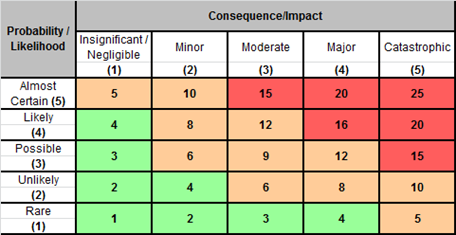 Probability / Likelihood
Consequence/Impact
Insignificant / Negligible (1)
Minor (2)
Moderate (3)
Major (4)
Catastrophic (5)
Almost Certain (5) 5 10 15 20 25
Likely (4) 4 8 12 16 20
Possible (3) 3 6 9 12 15
Unlikely (2) 2 4 6 8 10
Rare (1) 1 2 3 4 5